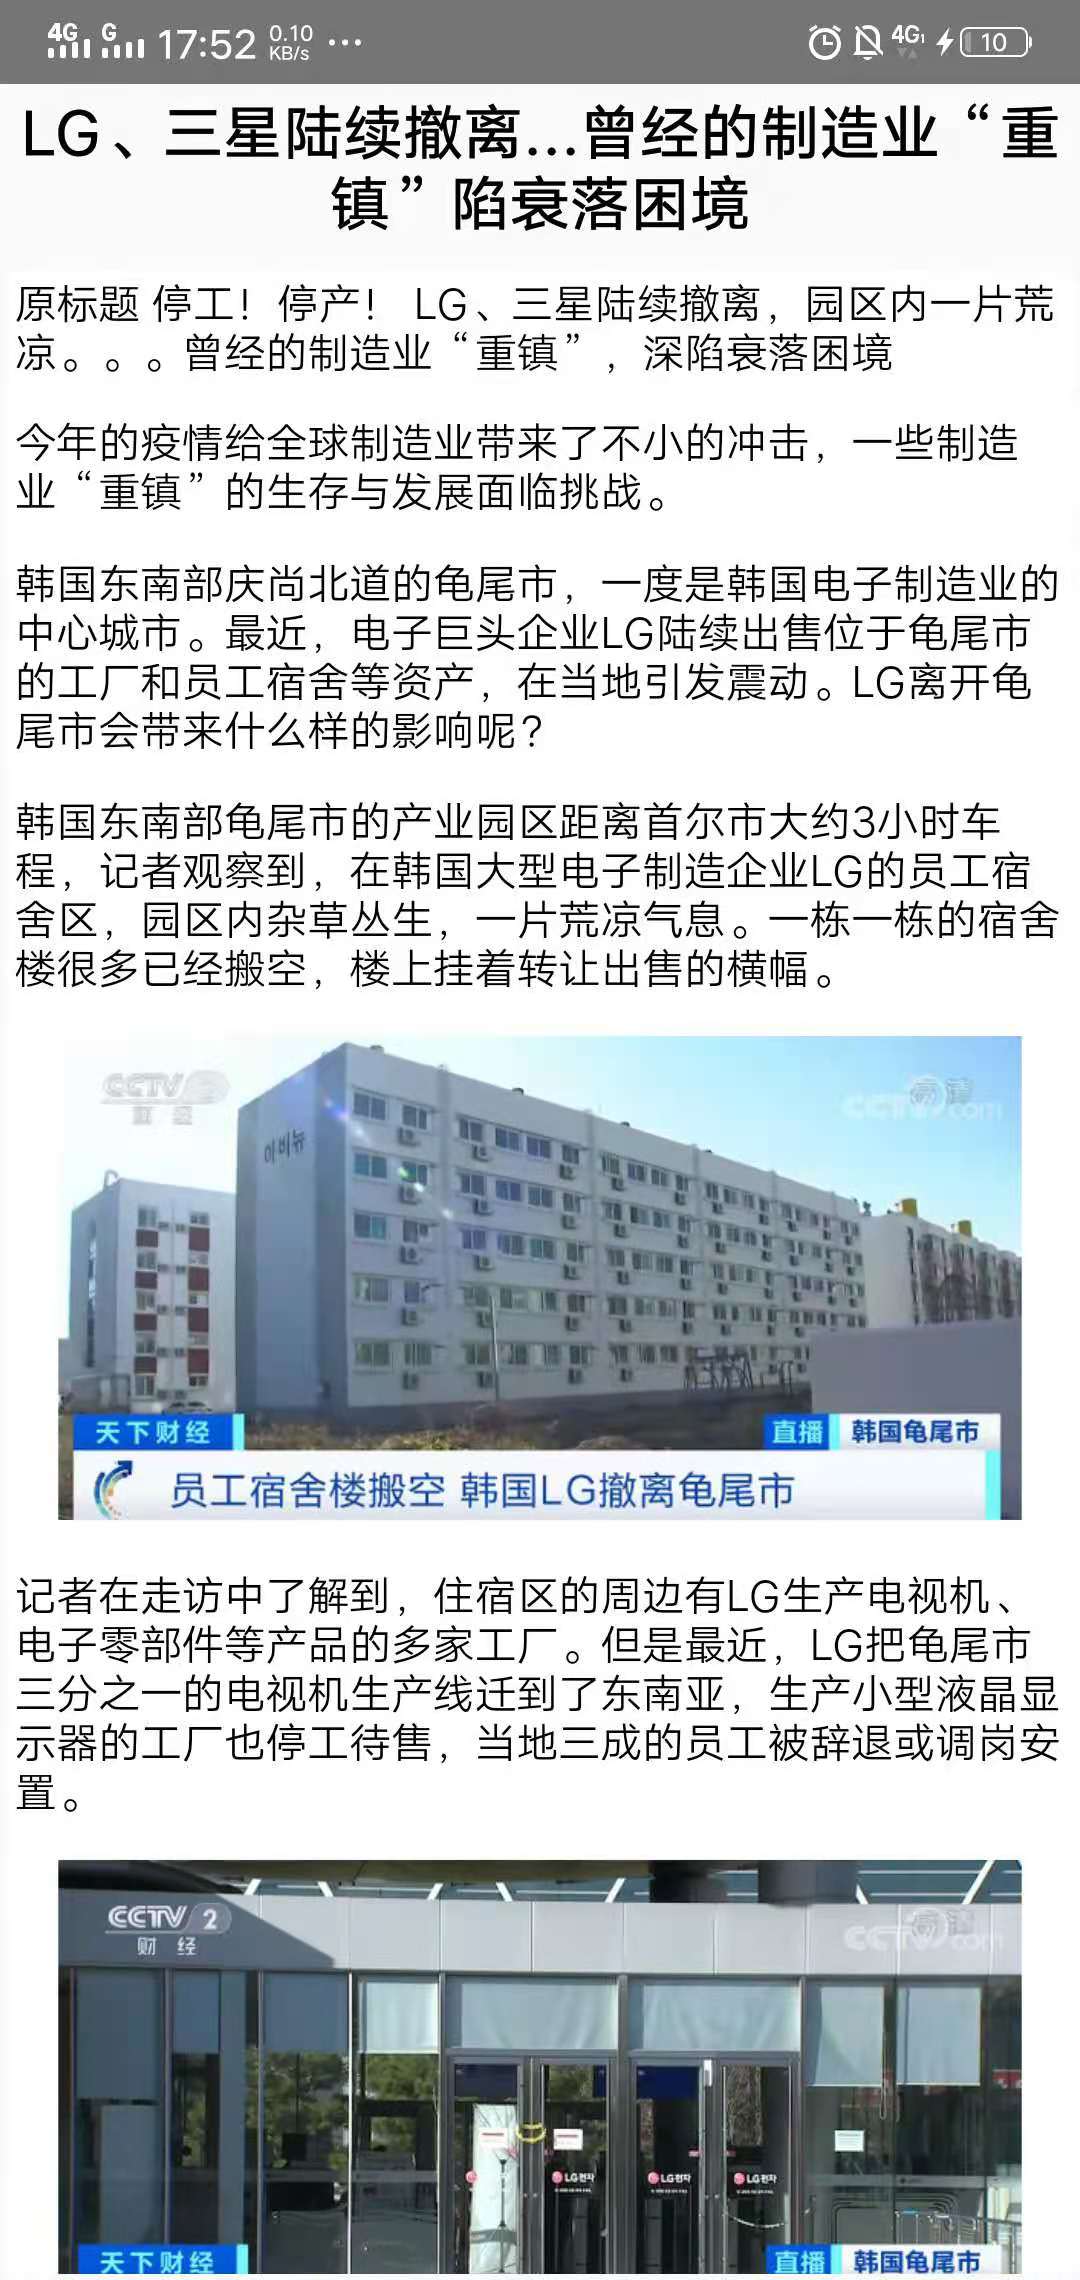 4G G 17:52 0.10 KB/s ... 4G 10
LG、三星陆续撤离...曾经的制造业“重
镇”陷衰落困境
原标题 停工！停产！ LG、三星陆续撤离，园区内一片荒
凉。。。曾经的制造业“重镇”，深陷衰落困境
今年的疫情给全球制造业带来了不小的冲击，一些制造
业“重镇”的生存与发展面临挑战。
韩国东南部庆尚北道的龟尾市，一度是韩国电子制造业的
中心城市。最近，电子巨头企业LG陆续出售位于龟尾市
的工厂和员工宿舍等资产，在当地引发震动。LG离开龟
尾市会带来什么样的影响呢？
韩国东南部龟尾市的产业园区距离首尔市大约3小时车
程，记者观察到，在韩国大型电子制造企业LG的员工宿
舍区，园区内杂草丛生，一片荒凉气息。一栋一栋的宿舍
楼很多已经搬空，楼上挂着转让出售的横幅。
CCTV 2 高清
财经 CCTV.com
이비뉴
天下财经 直播 韩国龟尾市
员工宿舍楼搬空 韩国LG撤离龟尾市
记者在走访中了解到，住宿区的周边有LG生产电视机、
电子零部件等产品的多家工厂。但是最近，LG把龟尾市
三分之一的电视机生产线迁到了东南亚，生产小型液晶显
示器的工厂也停工待售，当地三成的员工被辞退或调岗安
置。
CCTV 2 高清
财经 CCTV.com
LG전자 LG전자 LG전자
天下财经 直播 韩国龟尾市